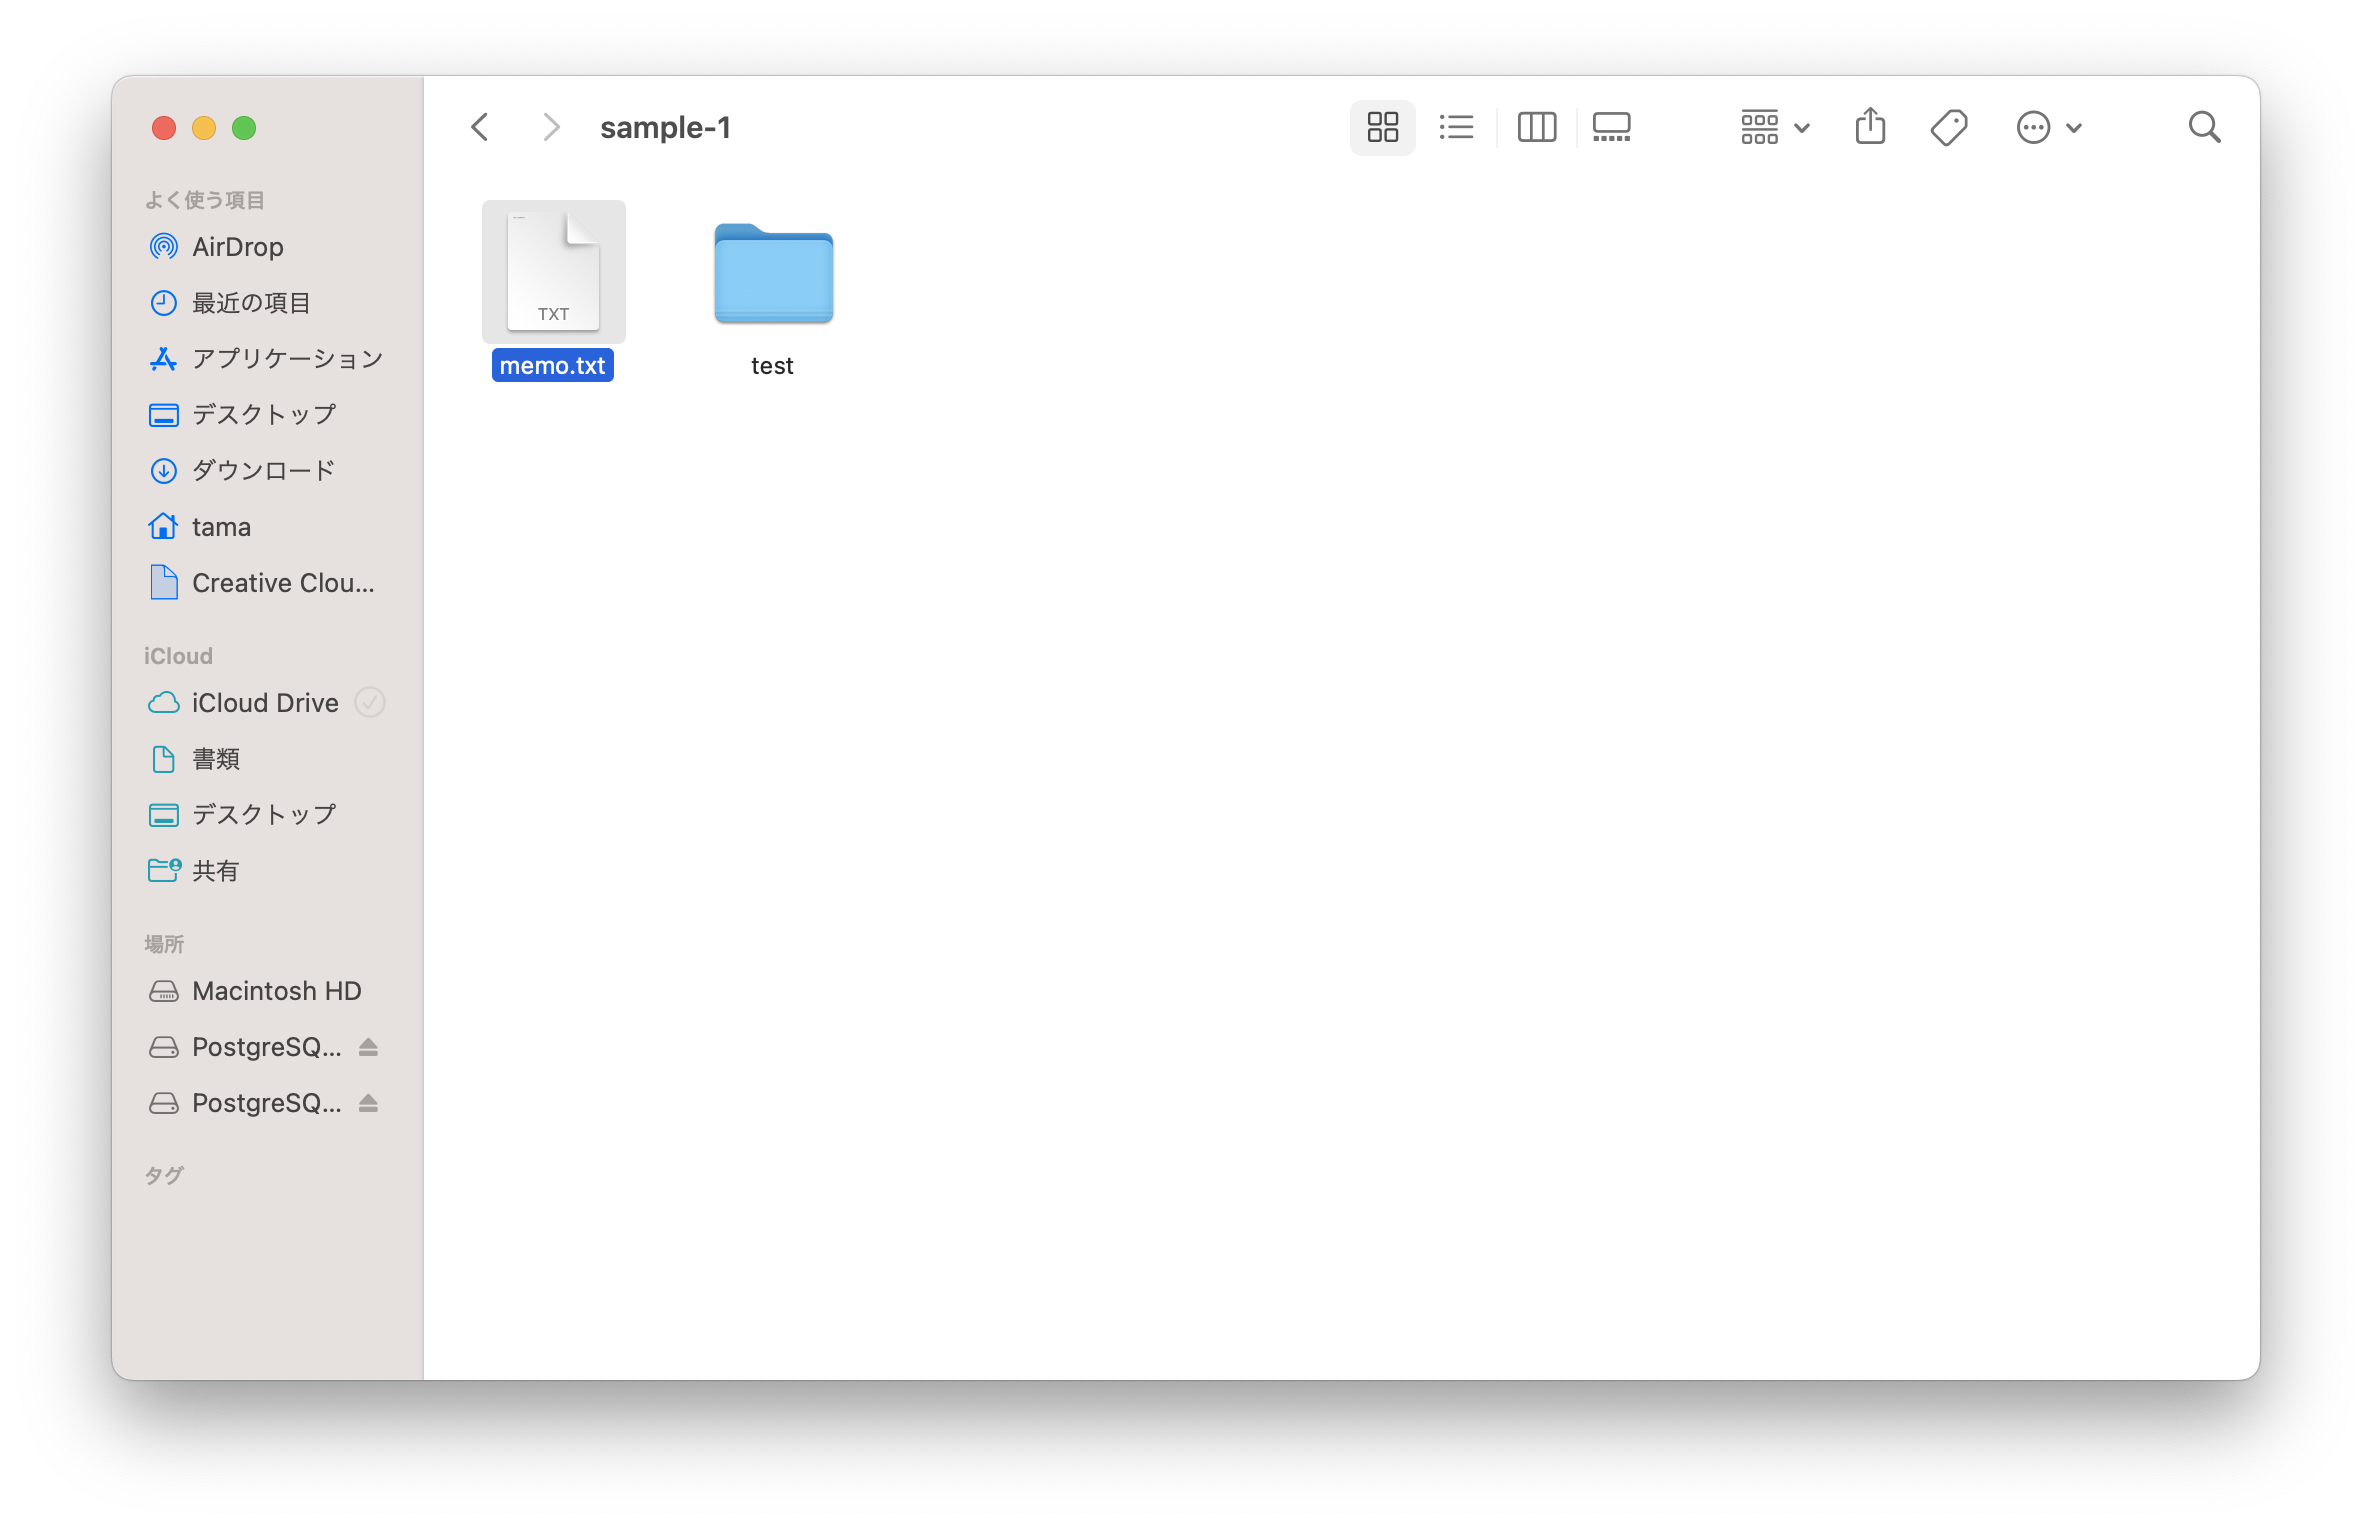 sample-1
よく使う項目
AirDrop
最近の項目
アプリケーション
デスクトップ
ダウンロード
tama
Creative Clou...
iCloud
iCloud Drive
書類
デスクトップ
共有
場所
Macintosh HD
PostgreSQ...
PostgreSQ...
タグ
TXT
memo.txt
test